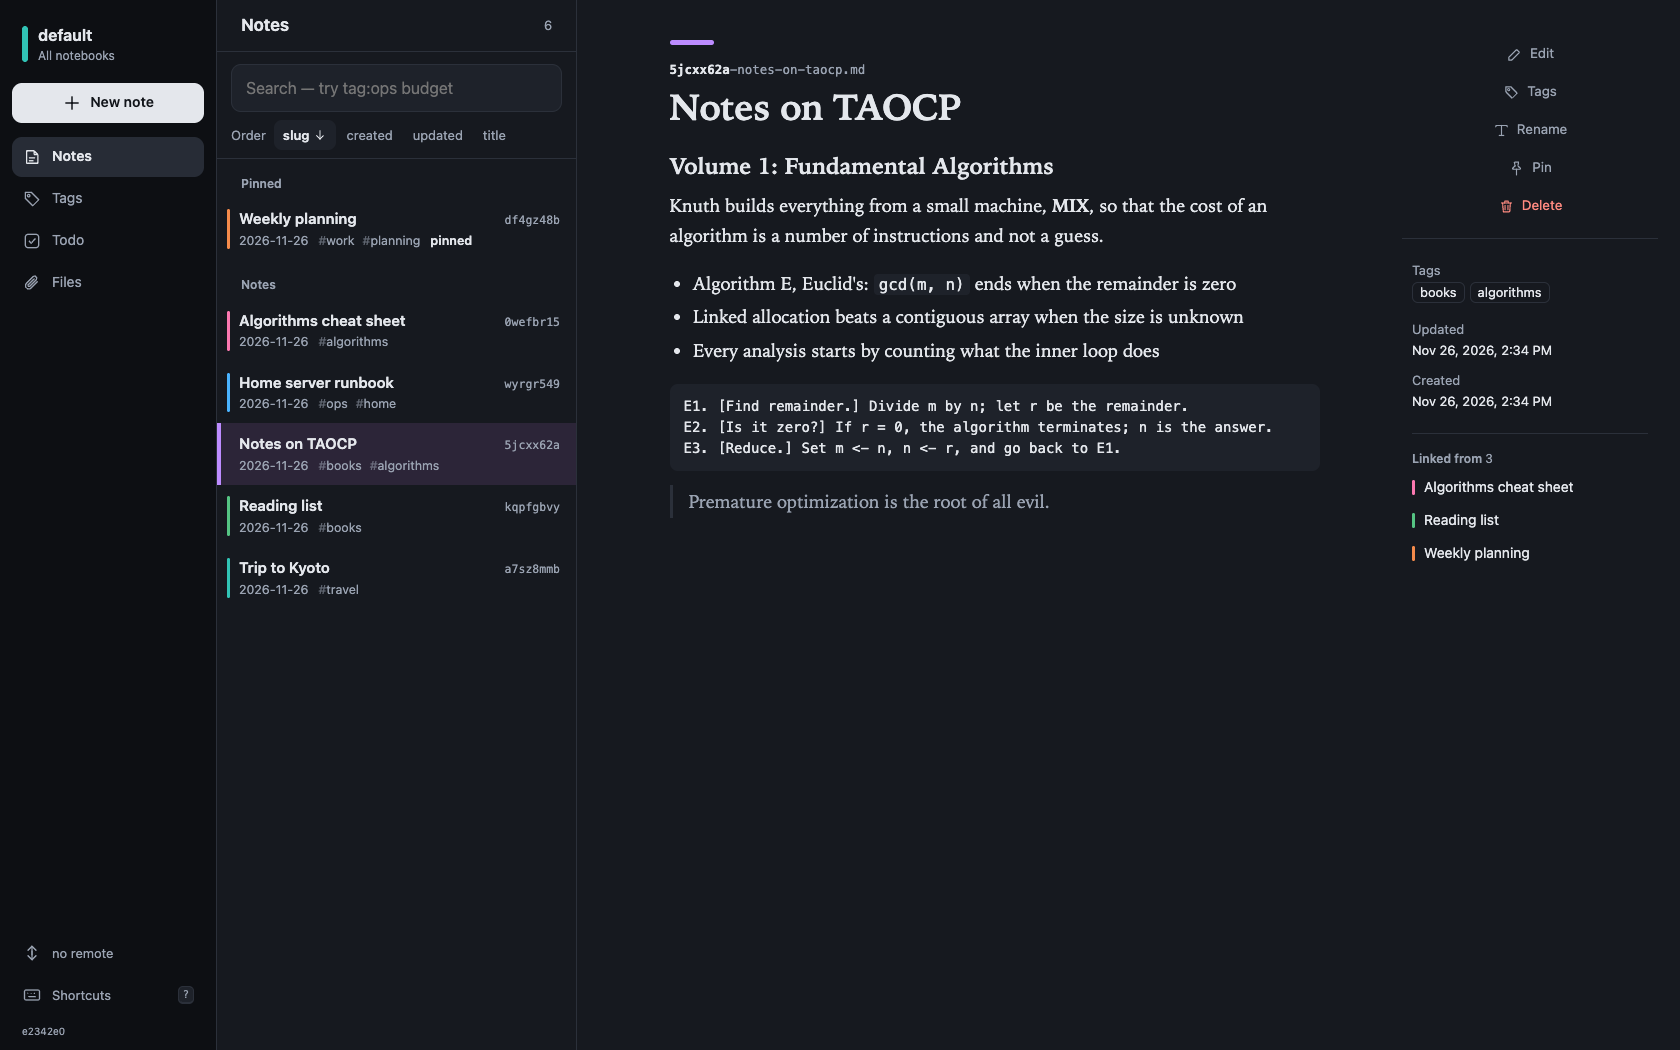 default
All notebooks
New note
Notes
Tags
Todo
Files
no remote
Shortcuts ?
e2342e0
Notes 6
Search — try tag:ops budget
Order slug ↓ created updated title
Pinned
Weekly planning df4gz48b
2026-11-26 #work #planning pinned
Notes
Algorithms cheat sheet 0wefbr15
2026-11-26 #algorithms
Home server runbook wyrgr549
2026-11-26 #ops #home
Notes on TAOCP 5jcxx62a
2026-11-26 #books #algorithms
Reading list kqpfgbvy
2026-11-26 #books
Trip to Kyoto a7sz8mmb
2026-11-26 #travel
5jcxx62a-notes-on-taocp.md
Notes on TAOCP
Volume 1: Fundamental Algorithms
Knuth builds everything from a small machine, MIX, so that the cost of an
algorithm is a number of instructions and not a guess.
• Algorithm E, Euclid's: gcd(m, n) ends when the remainder is zero
• Linked allocation beats a contiguous array when the size is unknown
• Every analysis starts by counting what the inner loop does
E1. [Find remainder.] Divide m by n; let r be the remainder.
E2. [Is it zero?] If r = 0, the algorithm terminates; n is the answer.
E3. [Reduce.] Set m <- n, n <- r, and go back to E1.
Premature optimization is the root of all evil.
Edit
Tags
Rename
Pin
Delete
Tags
books algorithms
Updated
Nov 26, 2026, 2:34 PM
Created
Nov 26, 2026, 2:34 PM
Linked from 3
Algorithms cheat sheet
Reading list
Weekly planning